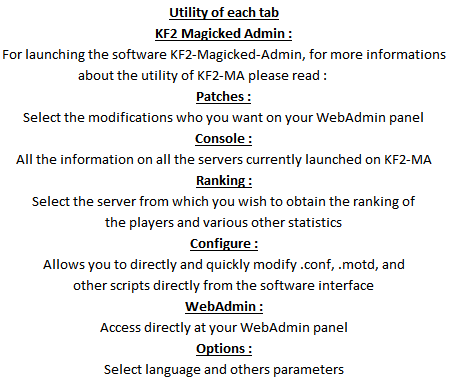 Utility of each tab
KF2 Magicked Admin :
For launching the software KF2-Magicked-Admin, for more informations
about the utility of KF2-MA please read :
Patches :
Select the modifications who you want on your WebAdmin panel
Console :
All the information on all the servers currently launched on KF2-MA
Ranking :
Select the server from which you wish to obtain the ranking of
the players and various other statistics
Configure :
Allows you to directly and quickly modify .conf, .motd, and
other scripts directly from the software interface
WebAdmin :
Access directly at your WebAdmin panel
Options :
Select language and others parameters